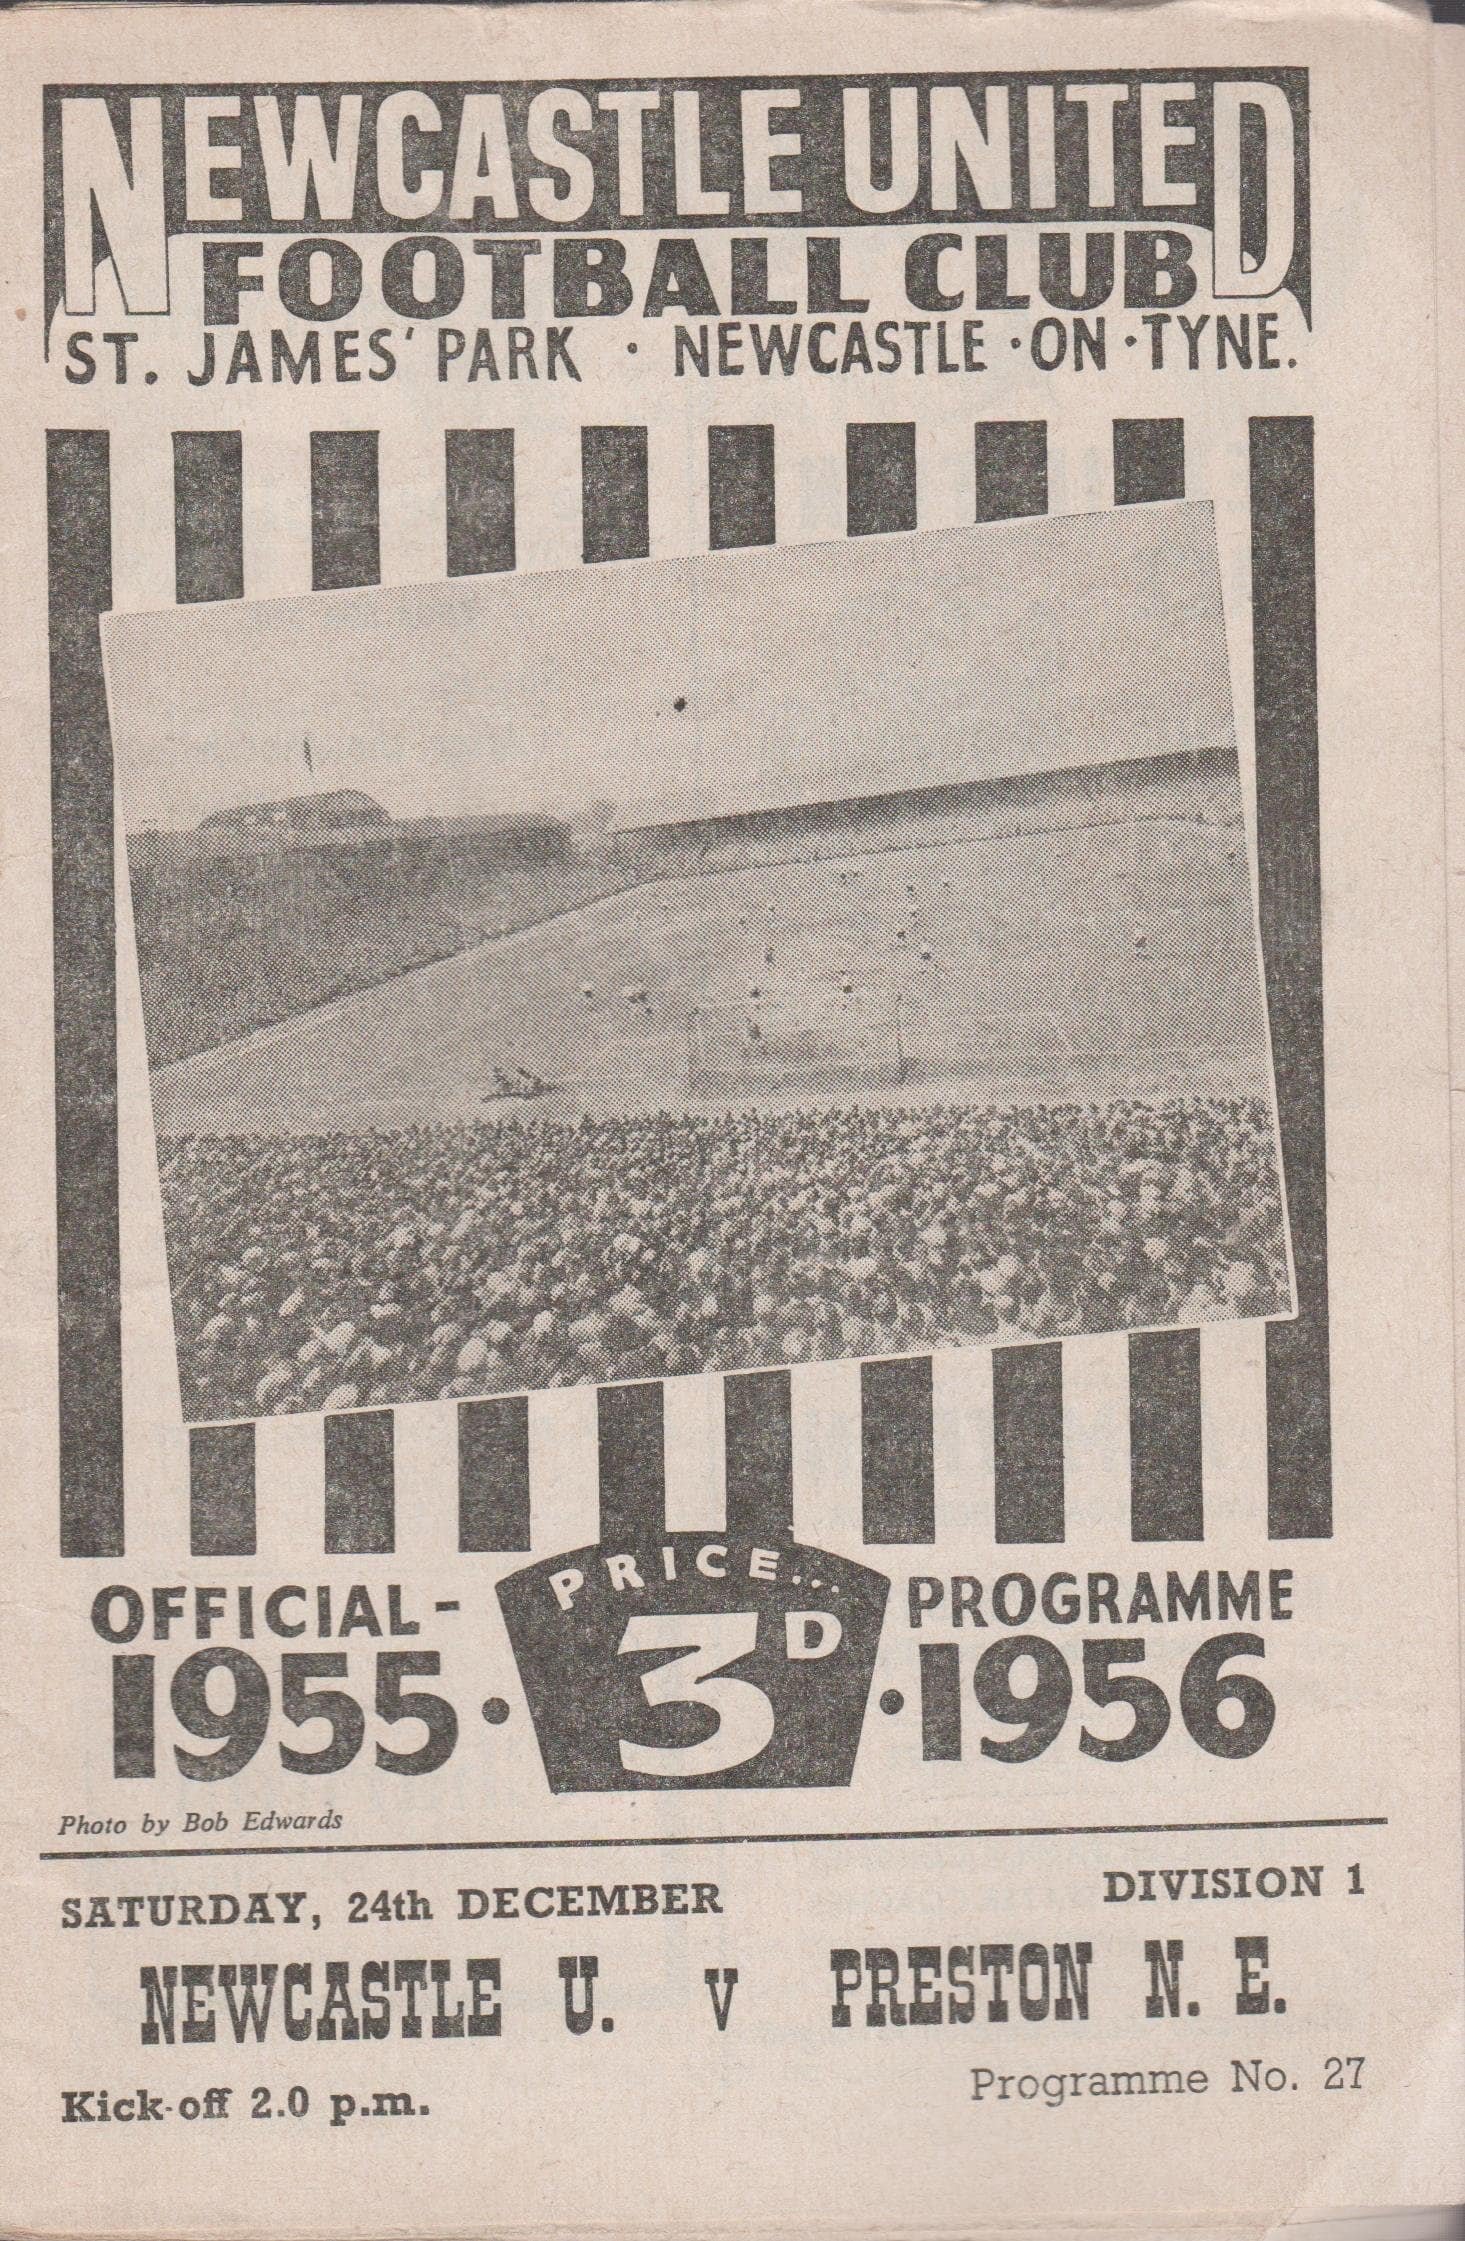 NEWCASTLE UNITED
FOOTBALL CLUB
ST. JAMES' PARK · NEWCASTLE·ON·TYNE.
PRICE...
3D
OFFICIAL- PROGRAMME
1955 · · 1956
Photo by Bob Edwards
SATURDAY, 24th DECEMBER DIVISION 1
NEWCASTLE U. v PRESTON N. E.
Kick-off 2.0 p.m. Programme No. 27